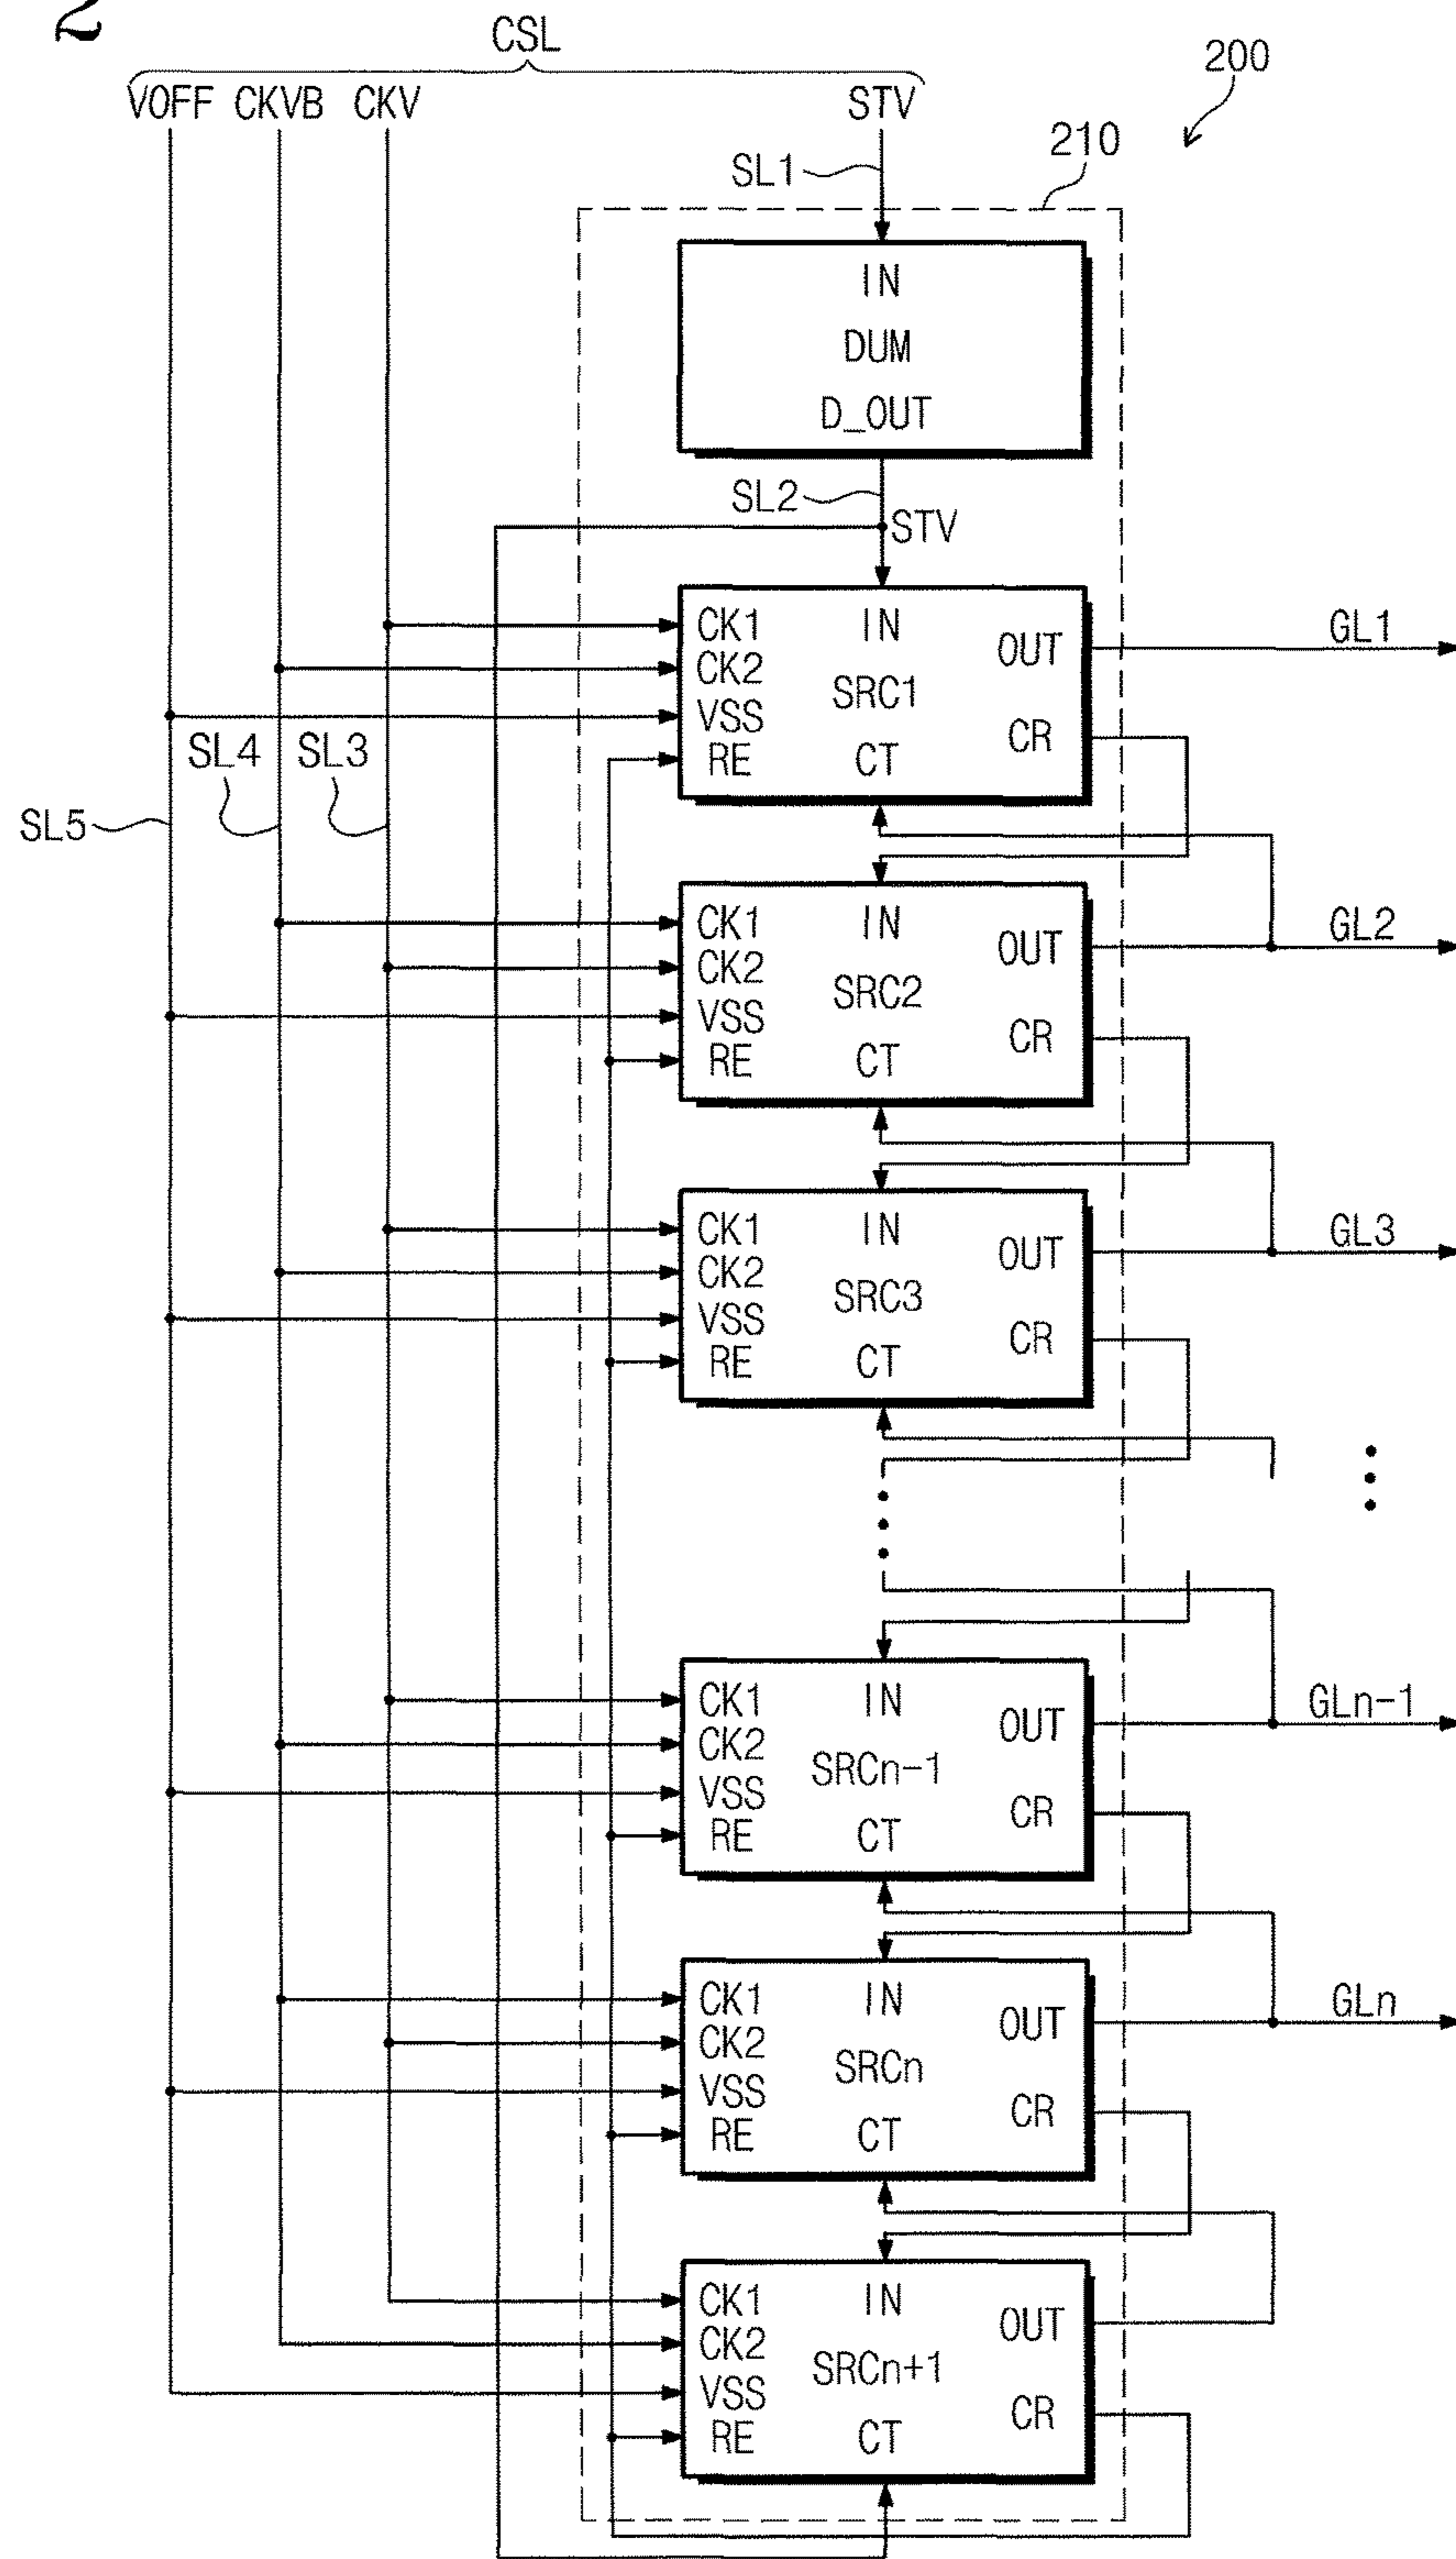 2
CSL
200
VOFF CKVB CKV STV
SL1
210
IN
DUM
D_OUT
SL2
STV
CK1 IN OUT GL1
CK2
SRC1
VSS CR
RE CT
SL4 SL3
SL5
CK1 IN OUT GL2
CK2
SRC2
VSS CR
RE CT
CK1 IN OUT GL3
CK2
SRC3
VSS CR
RE CT
CK1 IN OUT GLn-1
CK2
SRCn-1
VSS CR
RE CT
CK1 IN OUT GLn
CK2
SRCn
VSS CR
RE CT
CK1 IN OUT
CK2
SRCn+1
VSS CR
RE CT